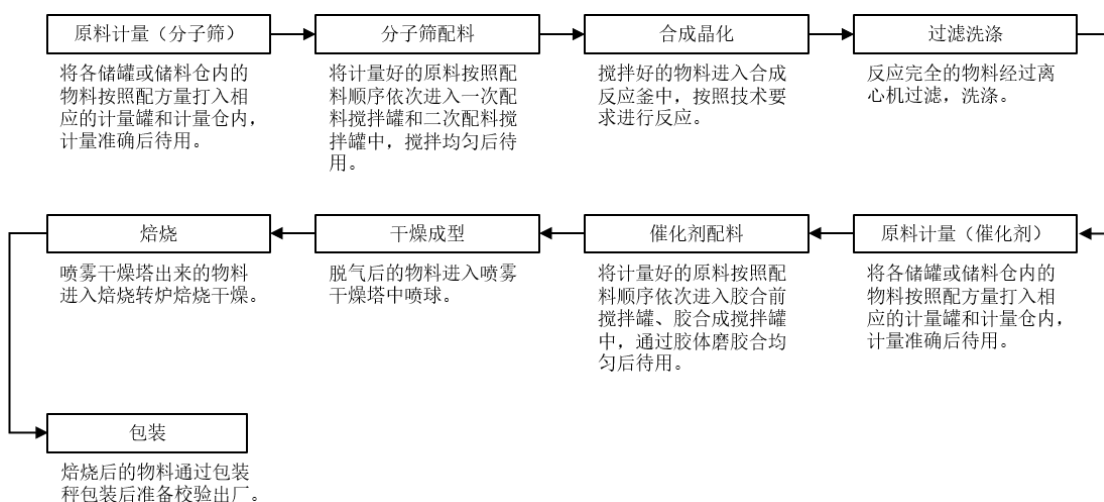 原料计量（分子筛）
将各储罐或储料仓内的
物料按照配方量打入相
应的计量罐和计量仓内，
计量准确后待用。
分子筛配料
将计量好的原料按照配
料顺序依次进入一次配
料搅拌罐和二次配料搅
拌罐中，搅拌均匀后待
用。
合成晶化
搅拌好的物料进入合成
反应釜中，按照技术要
求进行反应。
过滤洗涤
反应完全的物料经过离
心机过滤，洗涤。
原料计量（催化剂）
将各储罐或储料仓内的
物料按照配方量打入相
应的计量罐和计量仓内，
计量准确后待用。
催化剂配料
将计量好的原料按照配
料顺序依次进入胶合前
搅拌罐、胶合成搅拌罐
中，通过胶体磨胶合均
匀后待用。
干燥成型
脱气后的物料进入喷雾
干燥塔中喷球。
焙烧
喷雾干燥塔出来的物料
进入焙烧转炉焙烧干燥。
包装
焙烧后的物料通过包装
秤包装后准备校验出厂。